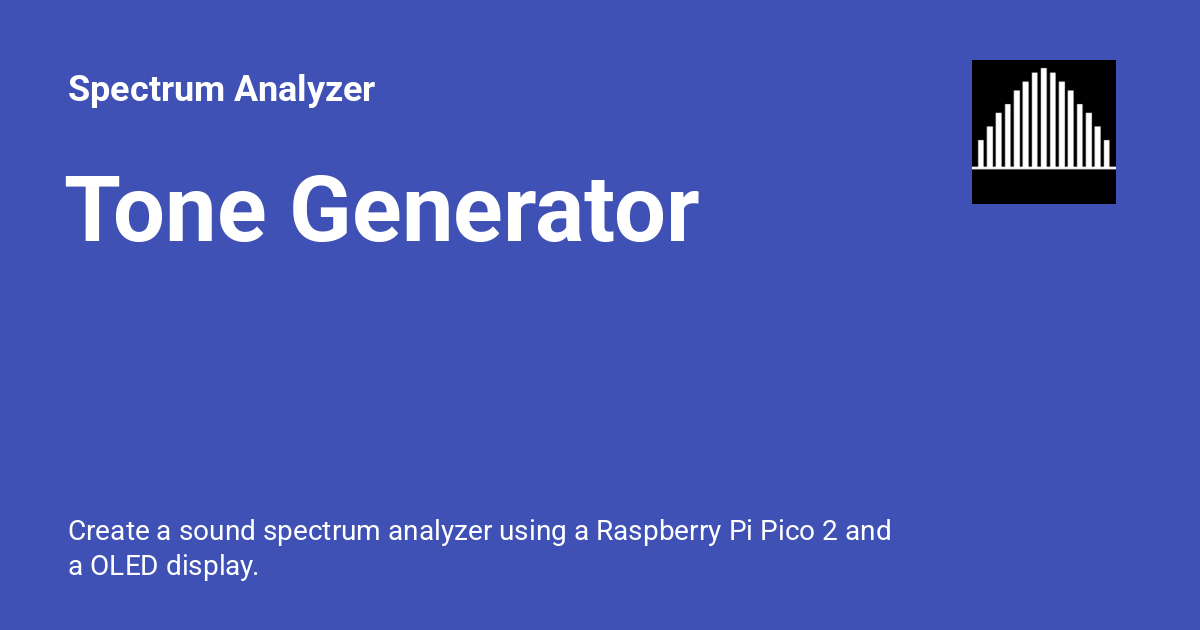 Spectrum Analyzer
Tone Generator
Create a sound spectrum analyzer using a Raspberry Pi Pico 2 and
a OLED display.